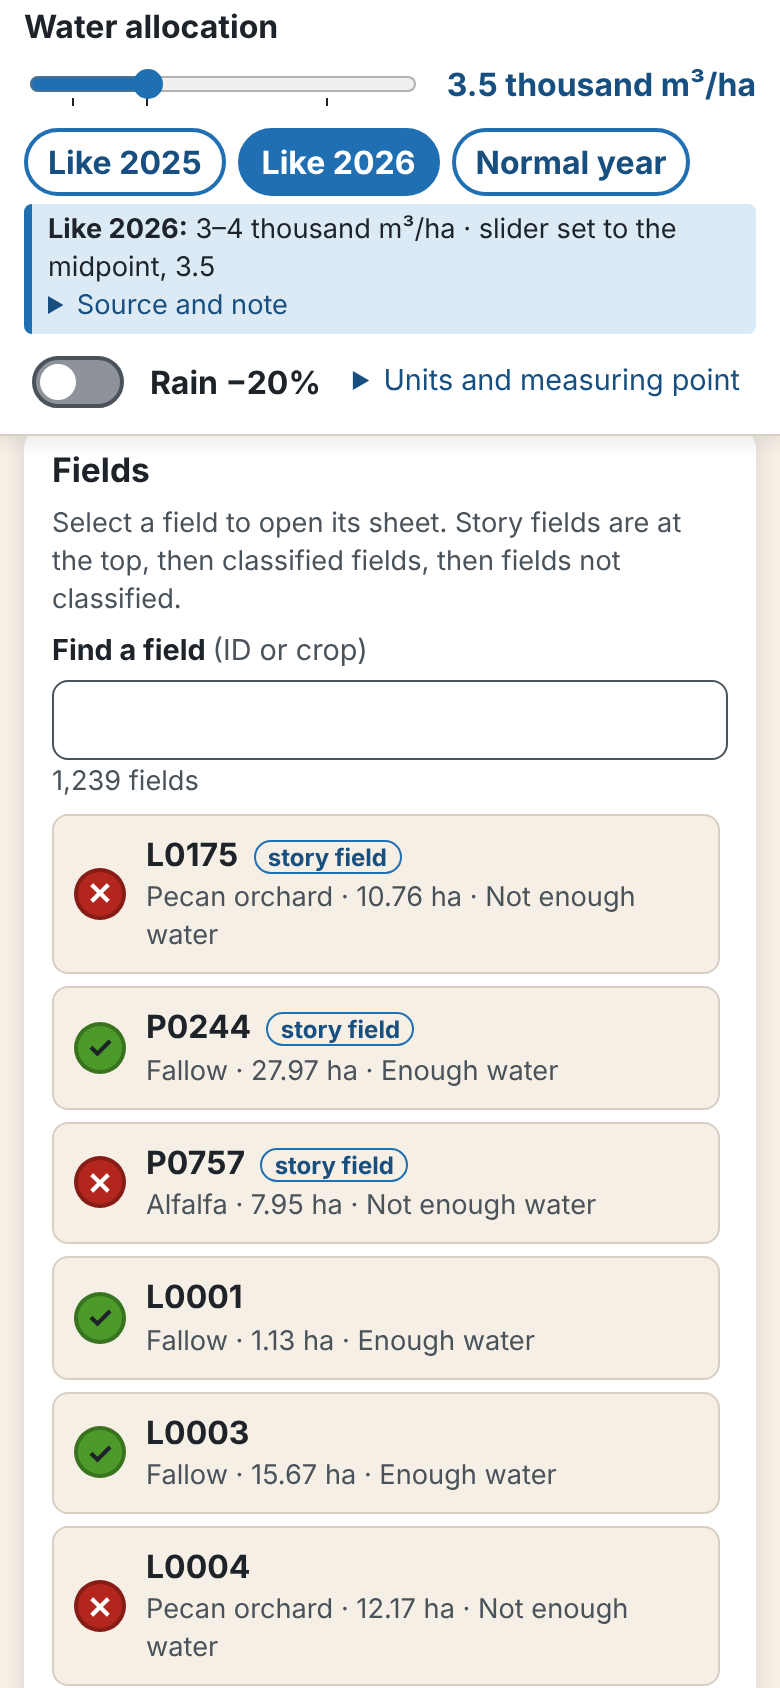 Water allocation
3.5 thousand m³/ha
Like 2025
Like 2026
Normal year
Like 2026: 3–4 thousand m³/ha · slider set to the
midpoint, 3.5
Source and note
Rain −20%
Units and measuring point
Fields
Select a field to open its sheet. Story fields are at
the top, then classified fields, then fields not
classified.
Find a field (ID or crop)
1,239 fields
L0175 story field
Pecan orchard · 10.76 ha · Not enough
water
P0244 story field
Fallow · 27.97 ha · Enough water
P0757 story field
Alfalfa · 7.95 ha · Not enough water
L0001
Fallow · 1.13 ha · Enough water
L0003
Fallow · 15.67 ha · Enough water
L0004
Pecan orchard · 12.17 ha · Not enough
water